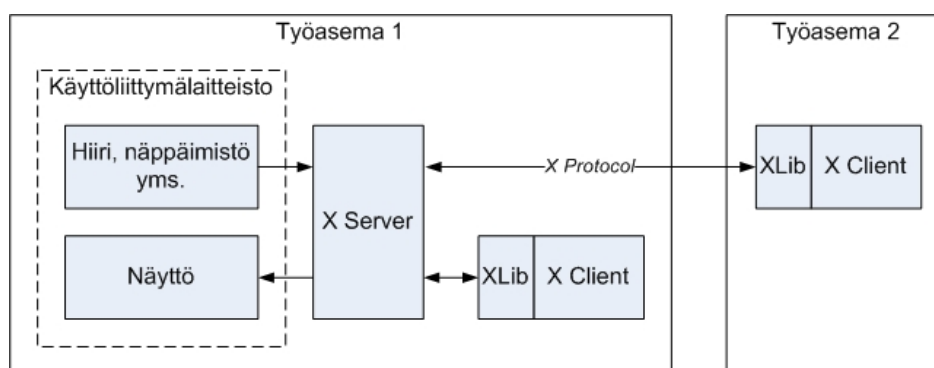 Työasema 1
Työasema 2
Käyttöliittymälaitteisto
Hiiri, näppäimistö
yms.
X Server
X Protocol
XLib
X Client
Näyttö
XLib
X Client